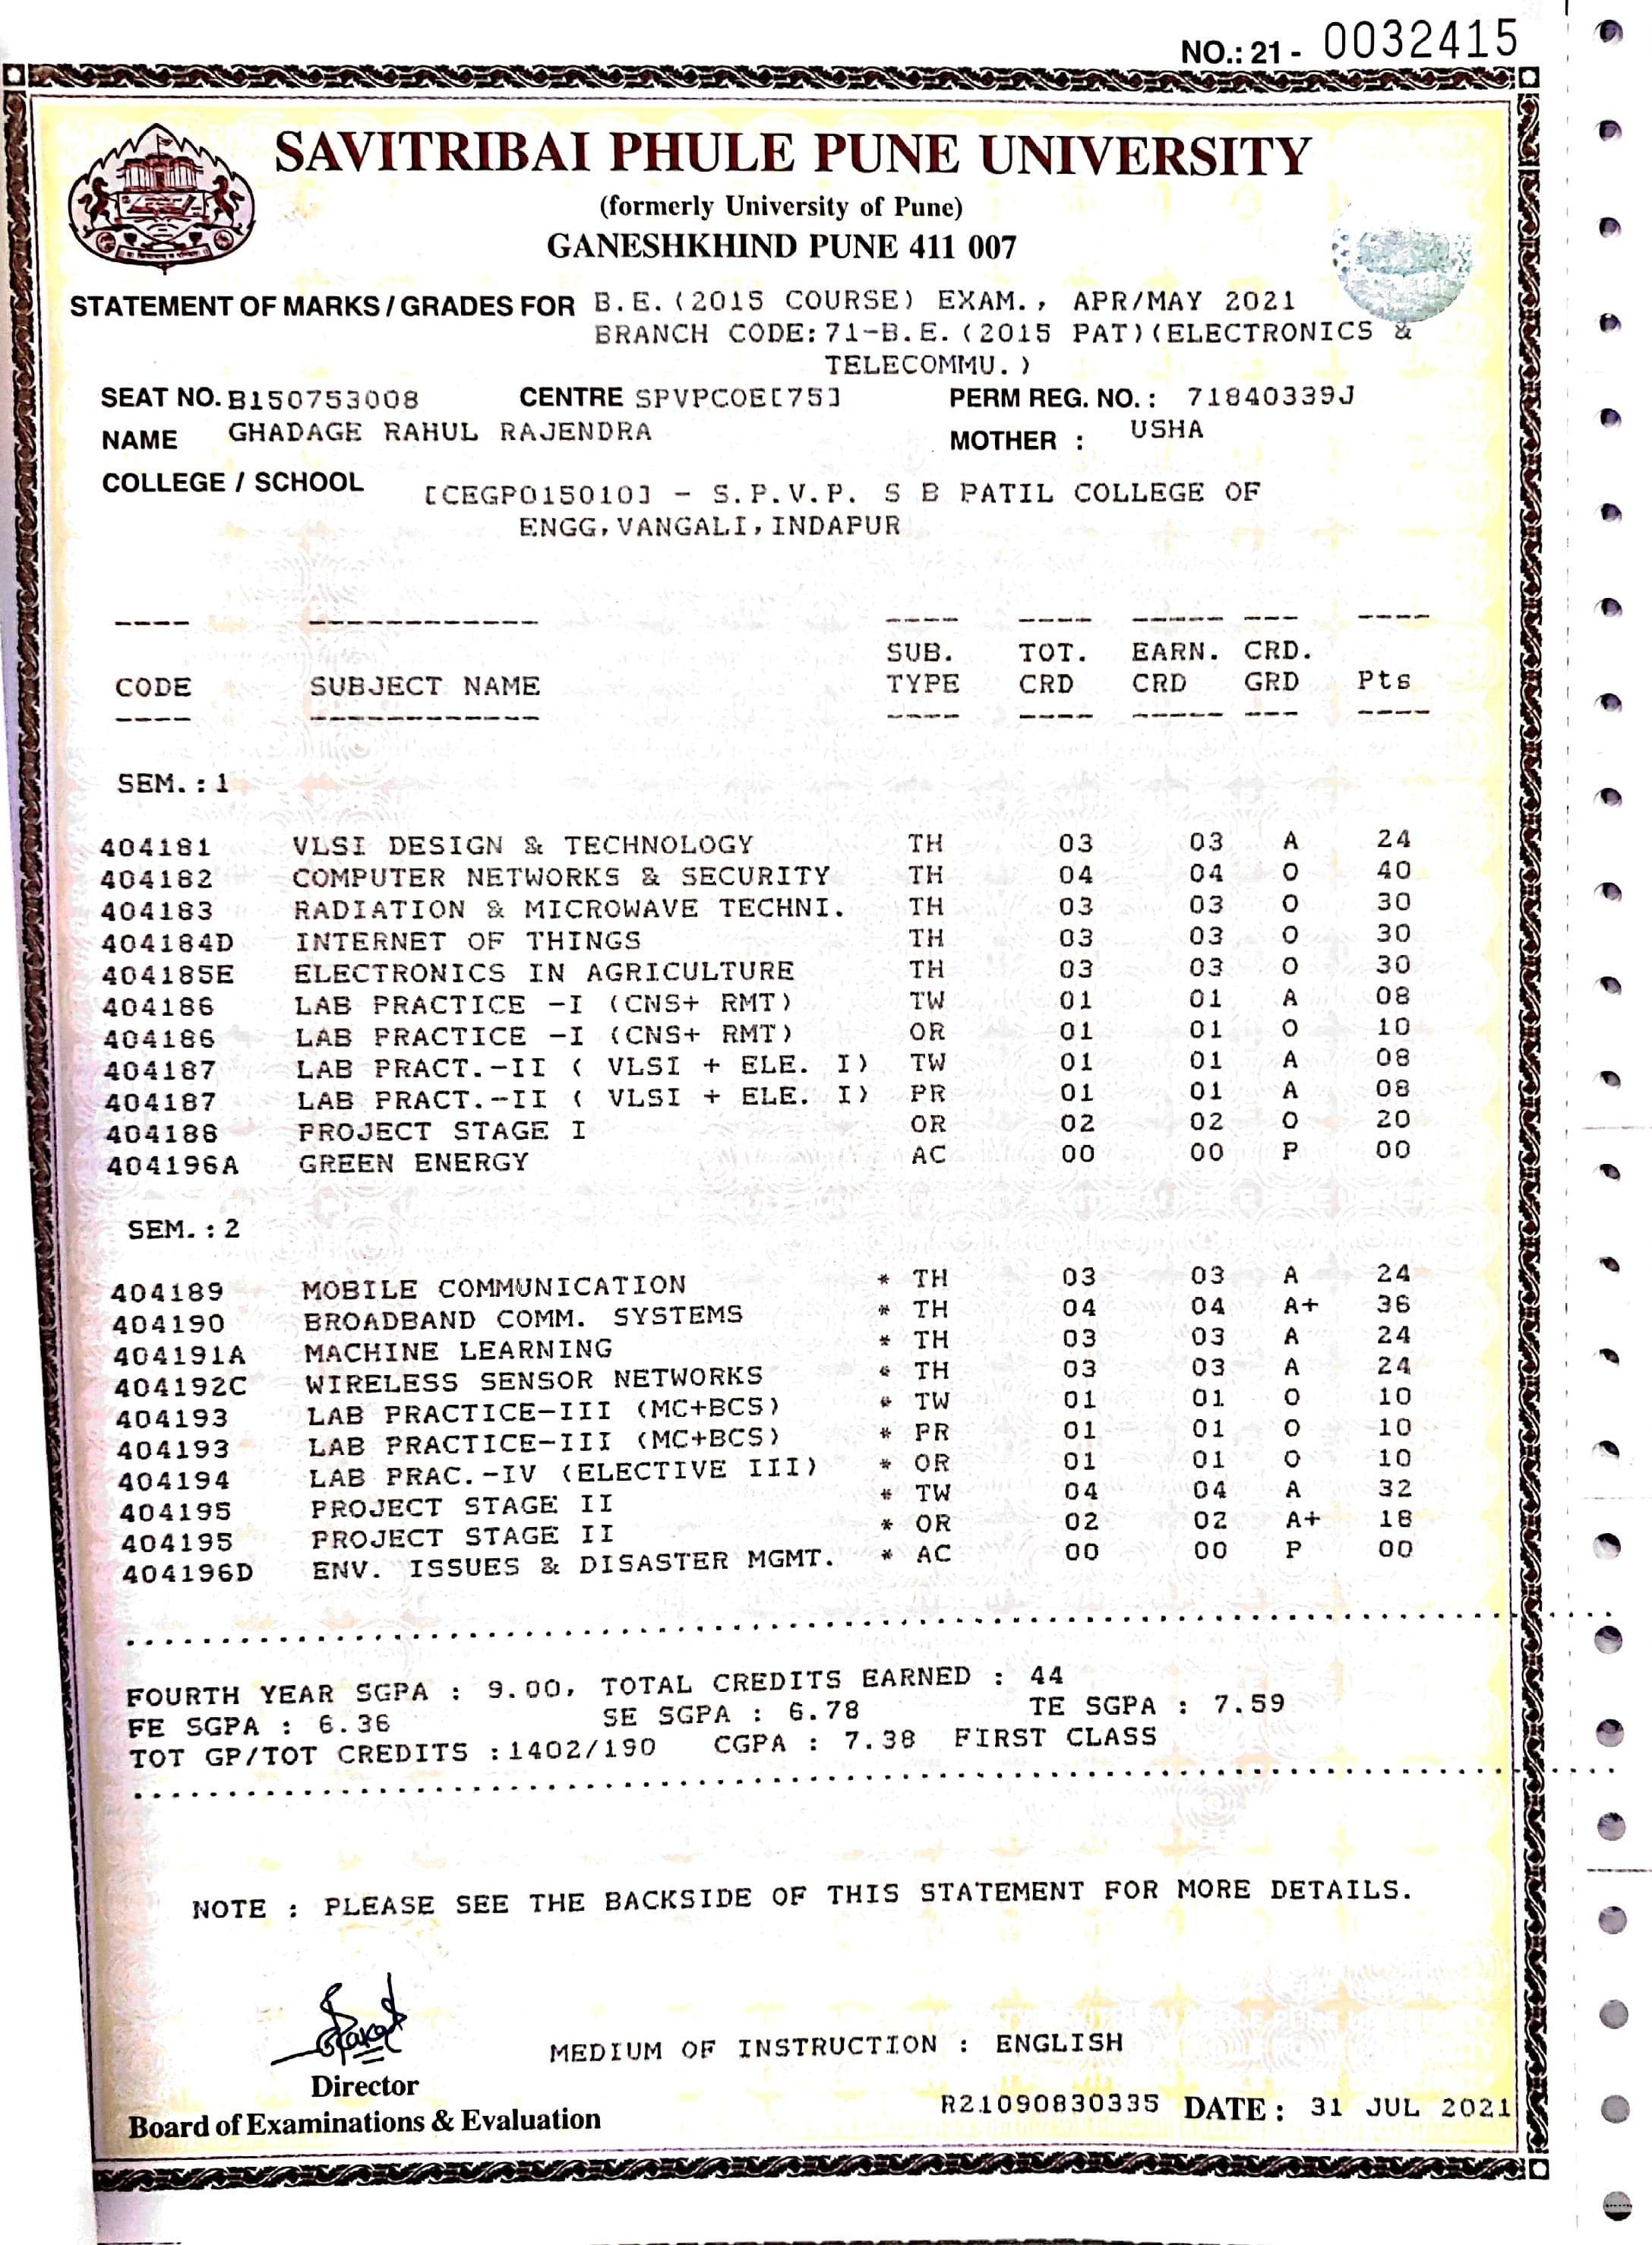 NO.: 21 - 0032415
SAVITRIBAI PHULE PUNE UNIVERSITY
(formerly University of Pune)
GANESHKHIND PUNE 411 007
STATEMENT OF MARKS / GRADES FOR B.E.(2015 COURSE) EXAM., APR/MAY 2021
BRANCH CODE:71-B.E.(2015 PAT)(ELECTRONICS &
TELECOMMU.)
SEAT NO. B150753008 CENTRE SPVPCOE[75] PERM REG. NO. : 71840339J
NAME GHADAGE RAHUL RAJENDRA MOTHER : USHA
COLLEGE / SCHOOL [CEGP015010] - S.P.V.P. S B PATIL COLLEGE OF
ENGG,VANGALI,INDAPUR
---- ------------ ---- ---- ----- --- ----
SUB. TOT. EARN. CRD.
CODE SUBJECT NAME TYPE CRD CRD GRD Pts
---- ------------ ---- ---- ----- --- ----
SEM.:1
404181 VLSI DESIGN & TECHNOLOGY TH 03 03 A 24
404182 COMPUTER NETWORKS & SECURITY TH 04 04 O 40
404183 RADIATION & MICROWAVE TECHNI. TH 03 03 O 30
404184D INTERNET OF THINGS TH 03 03 O 30
404185E ELECTRONICS IN AGRICULTURE TH 03 03 O 30
404186 LAB PRACTICE -I (CNS+ RMT) TW 01 01 A 08
404186 LAB PRACTICE -I (CNS+ RMT) OR 01 01 O 10
404187 LAB PRACT.-II ( VLSI + ELE. I) TW 01 01 A 08
404187 LAB PRACT.-II ( VLSI + ELE. I) PR 01 01 A 08
404188 PROJECT STAGE I OR 02 02 O 20
404196A GREEN ENERGY AC 00 00 P 00
SEM.:2
404189 MOBILE COMMUNICATION * TH 03 03 A 24
404190 BROADBAND COMM. SYSTEMS * TH 04 04 A+ 36
404191A MACHINE LEARNING * TH 03 03 A 24
404192C WIRELESS SENSOR NETWORKS * TH 03 03 A 24
404193 LAB PRACTICE-III (MC+BCS) * TW 01 01 O 10
404193 LAB PRACTICE-III (MC+BCS) * PR 01 01 O 10
404194 LAB PRAC.-IV (ELECTIVE III) * OR 01 01 O 10
404195 PROJECT STAGE II * TW 04 04 A 32
404195 PROJECT STAGE II * OR 02 02 A+ 18
404196D ENV. ISSUES & DISASTER MGMT. * AC 00 00 P 00
FOURTH YEAR SGPA : 9.00, TOTAL CREDITS EARNED : 44
FE SGPA : 6.36 SE SGPA : 6.78 TE SGPA : 7.59
TOT GP/TOT CREDITS :1402/190 CGPA : 7.38 FIRST CLASS
NOTE : PLEASE SEE THE BACKSIDE OF THIS STATEMENT FOR MORE DETAILS.
MEDIUM OF INSTRUCTION : ENGLISH
Director
Board of Examinations & Evaluation
R21090830335 DATE : 31 JUL 2021